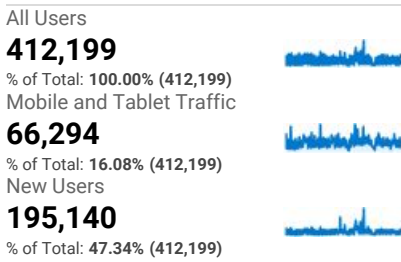 All Users
412,199
% of Total: 100.00% (412,199)
Mobile and Tablet Traffic
66,294
% of Total: 16.08% (412,199)
New Users
195,140
% of Total: 47.34% (412,199)